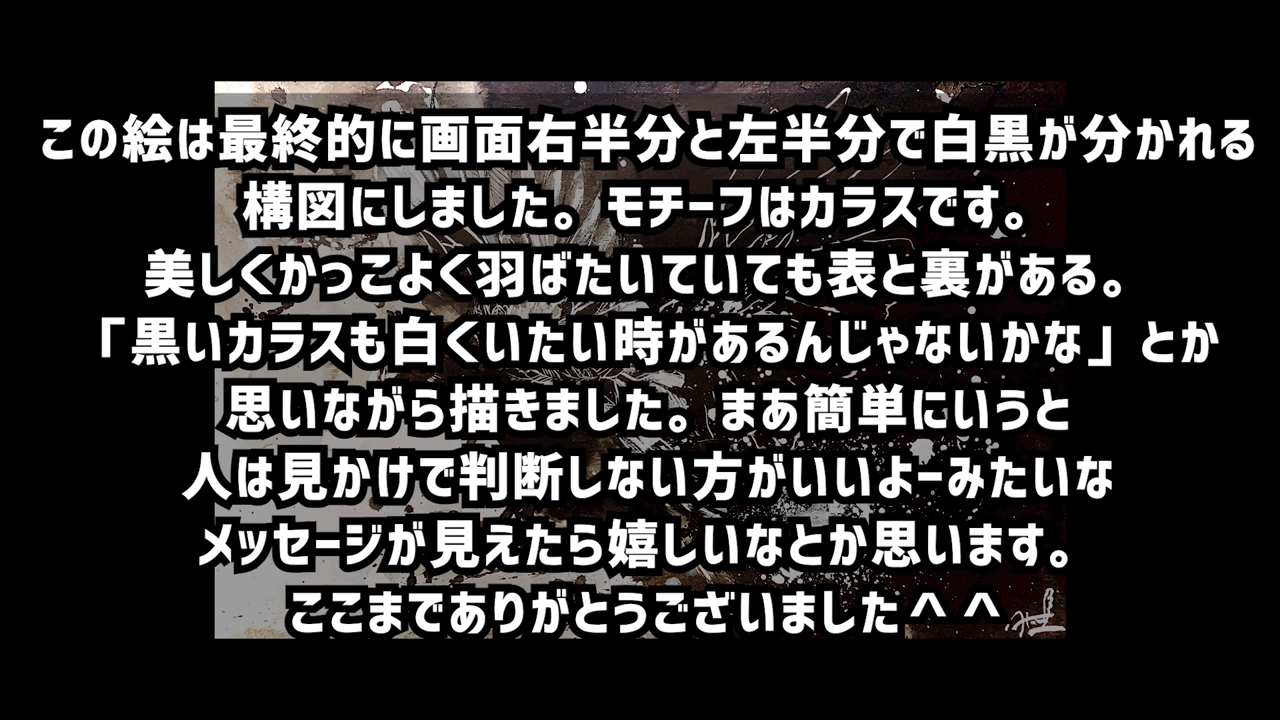 この絵は最終的に画面右半分と左半分で白黒が分かれる
構図にしました。モチーフはカラスです。
美しくかっこよく羽ばたいていても表と裏がある。
「黒いカラスも白くいたい時があるんじゃないかな」とか
思いながら描きました。まあ簡単にいうと
人は見かけで判断しない方がいいよーみたいな
メッセージが見えたら嬉しいなとか思います。
ここまでありがとうございました＾＾